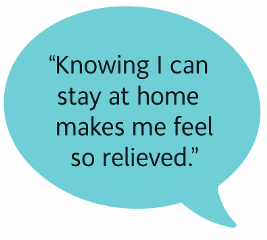 “Knowing I can
stay at home
makes me feel
so relieved.”